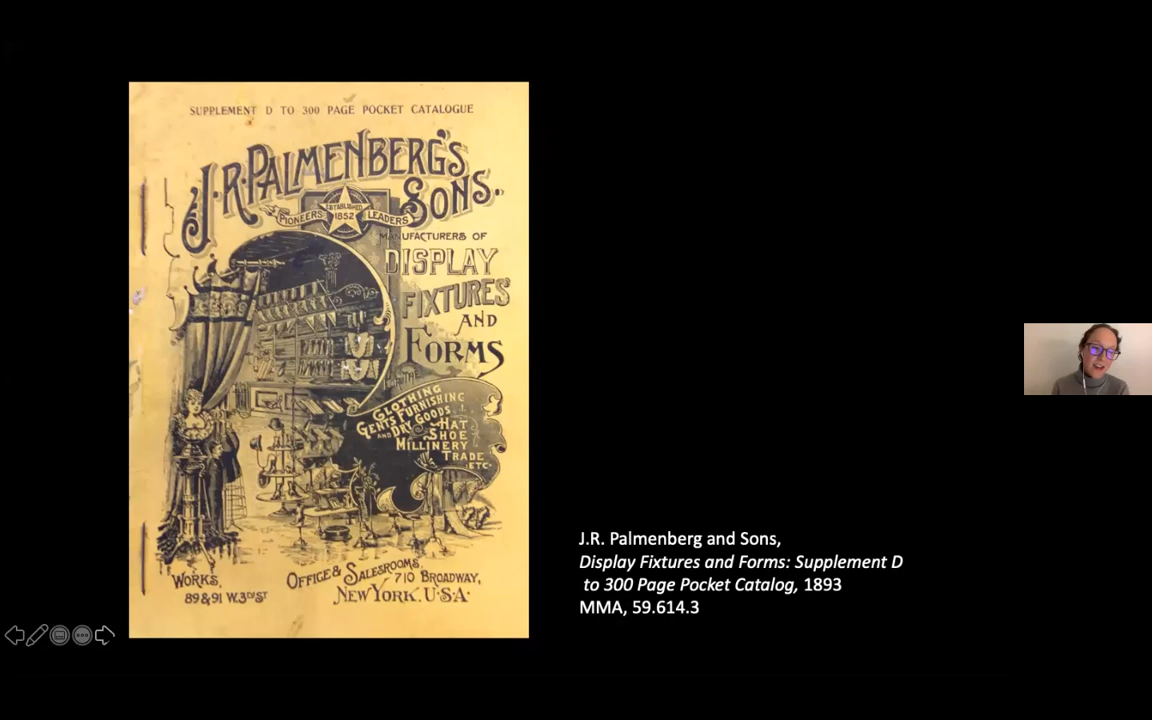 SUPPLEMENT D TO 300 PAGE POCKET CATALOGUE
J.R. PALMENBERG'S
SONS.
ESTABLISHED
PIONEERS 1852 LEADERS
MANUFACTURERS OF
DISPLAY
FIXTURES
AND
FORMS
FOR THE
CLOTHING
GENTS FURNISHING
AND DRY GOODS
HAT
SHOE
MILLINERY
TRADE
ETC
WORKS,
89 & 91 W. 3RD ST
OFFICE & SALESROOMS,
710 BROADWAY,
NEW YORK. U.S.A.
J.R. Palmenberg and Sons,
Display Fixtures and Forms: Supplement D
to 300 Page Pocket Catalog, 1893
MMA, 59.614.3